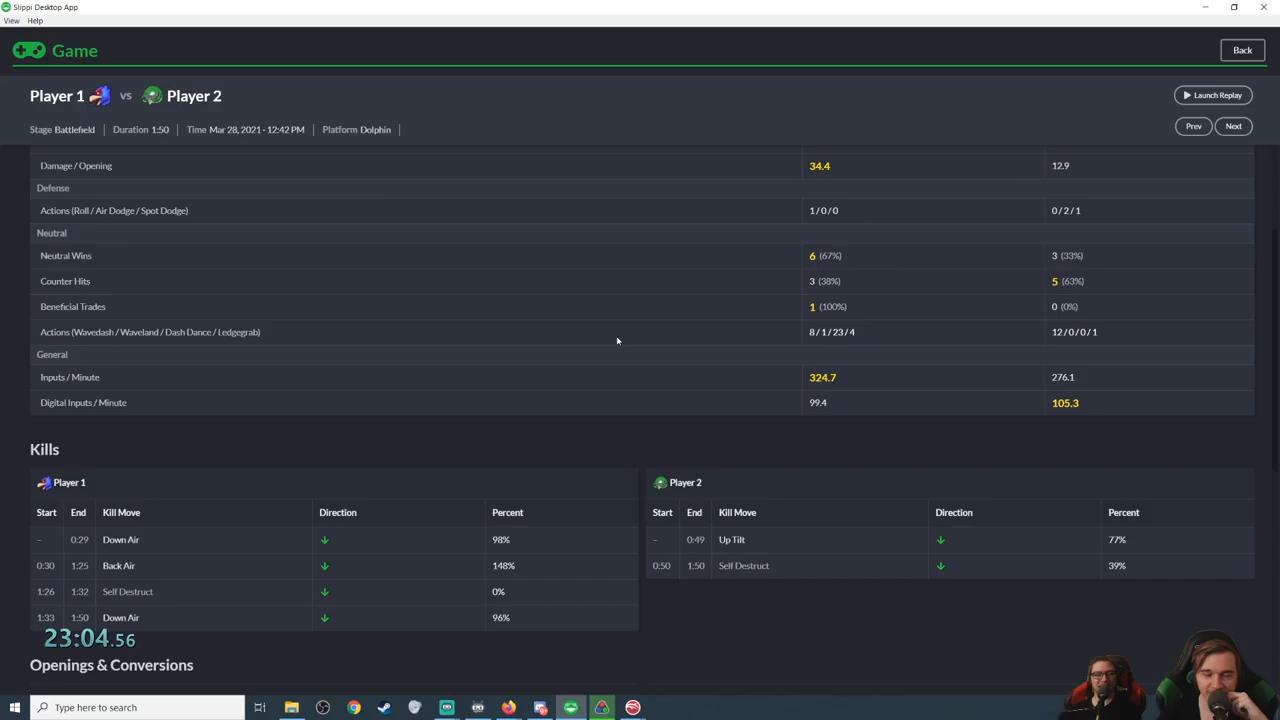 Slippi Desktop App
View Help
Game
Back
Player 1 vs Player 2
Launch Replay
Stage Battlefield Duration 1:50 Time Mar 28, 2021 · 12:42 PM Platform Dolphin
Prev Next
Damage / Opening 34.4 12.9
Defense
Actions (Roll / Air Dodge / Spot Dodge) 1 / 0 / 0 0 / 2 / 1
Neutral
Neutral Wins 6 (67%) 3 (33%)
Counter Hits 3 (38%) 5 (63%)
Beneficial Trades 1 (100%) 0 (0%)
Actions (Wavedash / Waveland / Dash Dance / Ledgegrab) 8 / 1 / 23 / 4 12 / 0 / 0 / 1
General
Inputs / Minute 324.7 276.1
Digital Inputs / Minute 99.4 105.3
Kills
Player 1 Player 2
Start End Kill Move Direction Percent Start End Kill Move Direction Percent
– 0:29 Down Air ↓ 98% – 0:49 Up Tilt ↓ 77%
0:30 1:25 Back Air ↓ 148% 0:50 1:50 Self Destruct ↓ 39%
1:26 1:32 Self Destruct ↓ 0%
1:33 1:50 Down Air ↓ 96%
23:04.56
Openings & Conversions
Type here to search